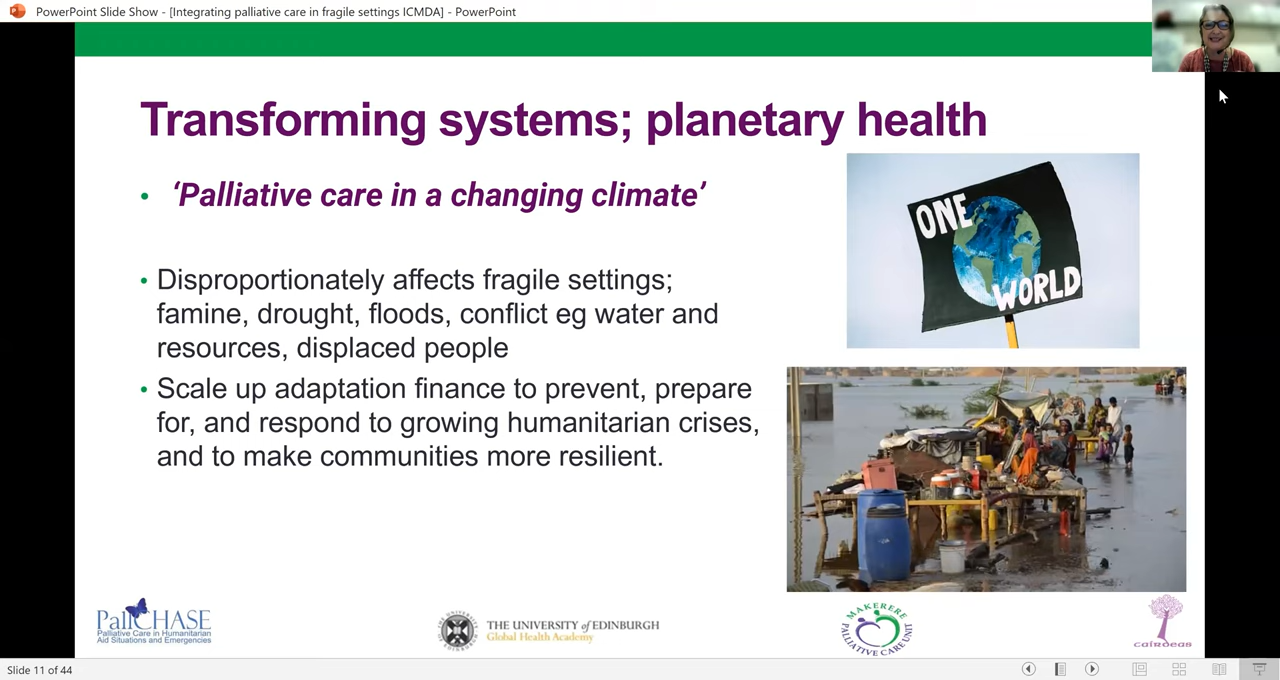 PowerPoint Slide Show - [Integrating palliative care in fragile settings ICMDA] - PowerPoint
Transforming systems; planetary health
• ‘Palliative care in a changing climate’
• Disproportionately affects fragile settings;
famine, drought, floods, conflict eg water and
resources, displaced people
• Scale up adaptation finance to prevent, prepare
for, and respond to growing humanitarian crises,
and to make communities more resilient.
ONE
WORLD
PallCHASE
Palliative Care in Humanitarian
Aid Situations and Emergencies
THE UNIVERSITY of EDINBURGH
Global Health Academy
MAKERERE
PALLIATIVE CARE UNIT
cairdeas
Slide 11 of 44